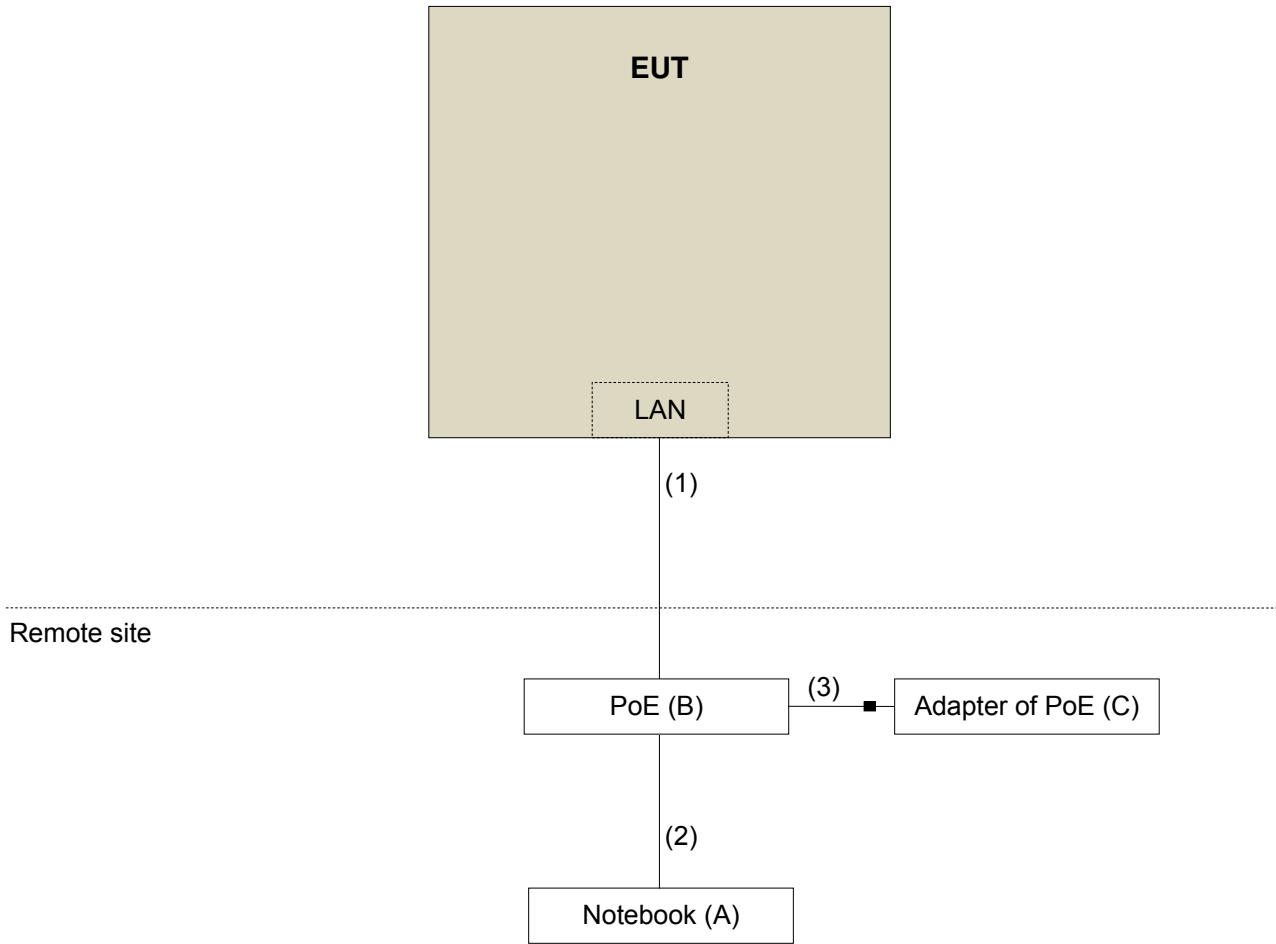 EUT
LAN
(1)
Remote site
PoE (B)
(3)
Adapter of PoE (C)
(2)
Notebook (A)